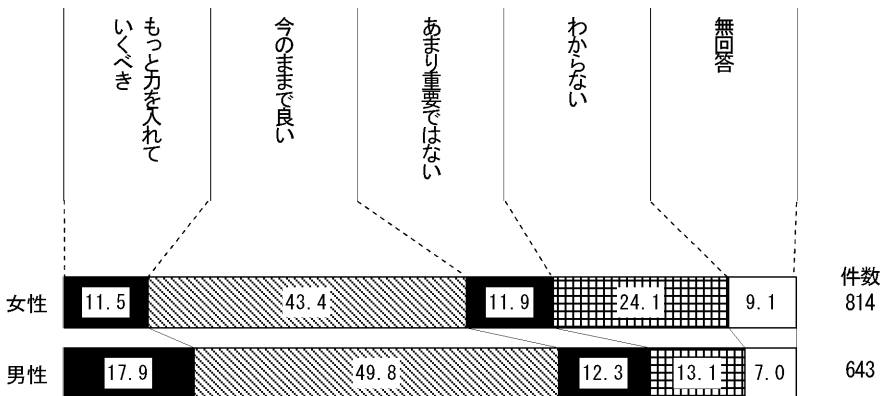 もっと力を入れて
いくべき
今のままで良い
あまり重要ではない
わからない
無回答
件数
女性 11.5 43.4 11.9 24.1 9.1 814
男性 17.9 49.8 12.3 13.1 7.0 643